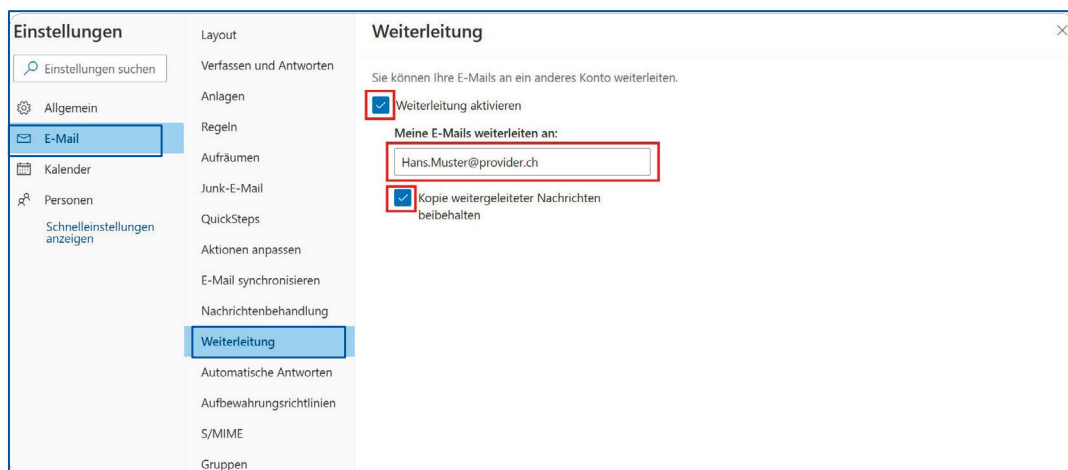 Einstellungen
Einstellungen suchen
Allgemein
E-Mail
Kalender
Personen
Schnelleinstellungen
anzeigen
Layout
Verfassen und Antworten
Anlagen
Regeln
Aufräumen
Junk-E-Mail
QuickSteps
Aktionen anpassen
E-Mail synchronisieren
Nachrichtenbehandlung
Weiterleitung
Automatische Antworten
Aufbewahrungsrichtlinien
S/MIME
Gruppen
Weiterleitung
Sie können Ihre E-Mails an ein anderes Konto weiterleiten.
Weiterleitung aktivieren
Meine E-Mails weiterleiten an:
Hans.Muster@provider.ch
Kopie weitergeleiteter Nachrichten
beibehalten